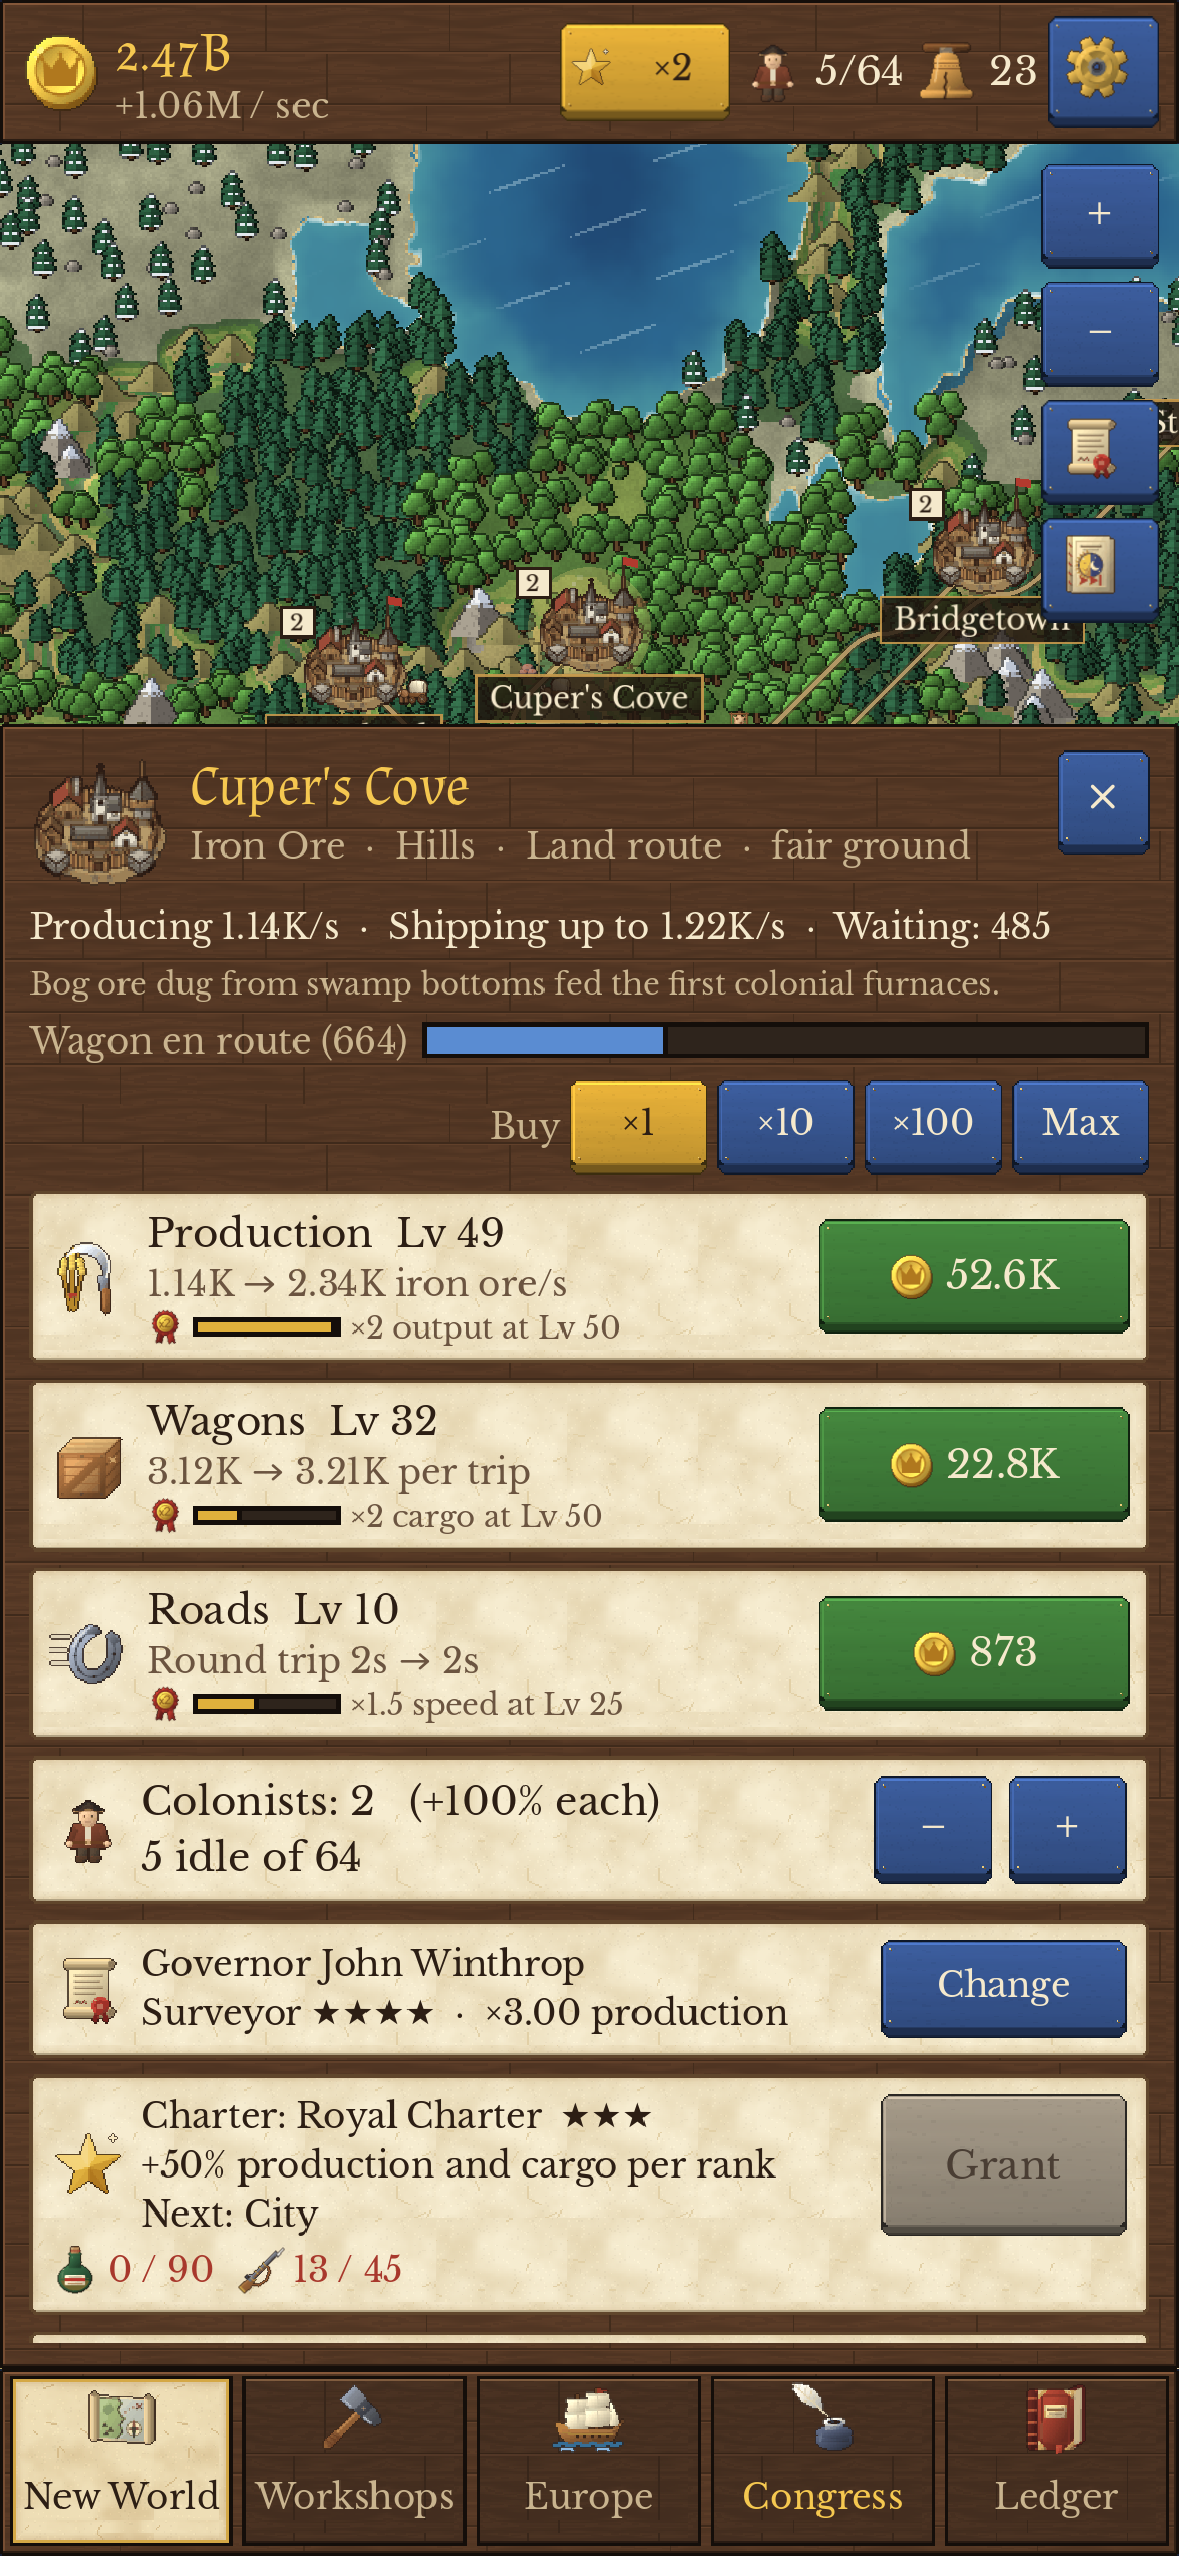 2.47B
+1.06M / sec
×2
5/64
23
+
−
St
2
2
2
Bridgetown
Cuper's Cove
Cuper's Cove
×
Iron Ore · Hills · Land route · fair ground
Producing 1.14K/s · Shipping up to 1.22K/s · Waiting: 485
Bog ore dug from swamp bottoms fed the first colonial furnaces.
Wagon en route (664)
Buy ×1 ×10 ×100 Max
Production Lv 49
1.14K → 2.34K iron ore/s
×2 output at Lv 50
52.6K
Wagons Lv 32
3.12K → 3.21K per trip
×2 cargo at Lv 50
22.8K
Roads Lv 10
Round trip 2s → 2s
×1.5 speed at Lv 25
873
Colonists: 2 (+100% each)
5 idle of 64
−
+
Governor John Winthrop
Surveyor ★★★★ · ×3.00 production
Change
Charter: Royal Charter ★★★
+50% production and cargo per rank
Next: City
Grant
0 / 90 13 / 45
New World
Workshops
Europe
Congress
Ledger